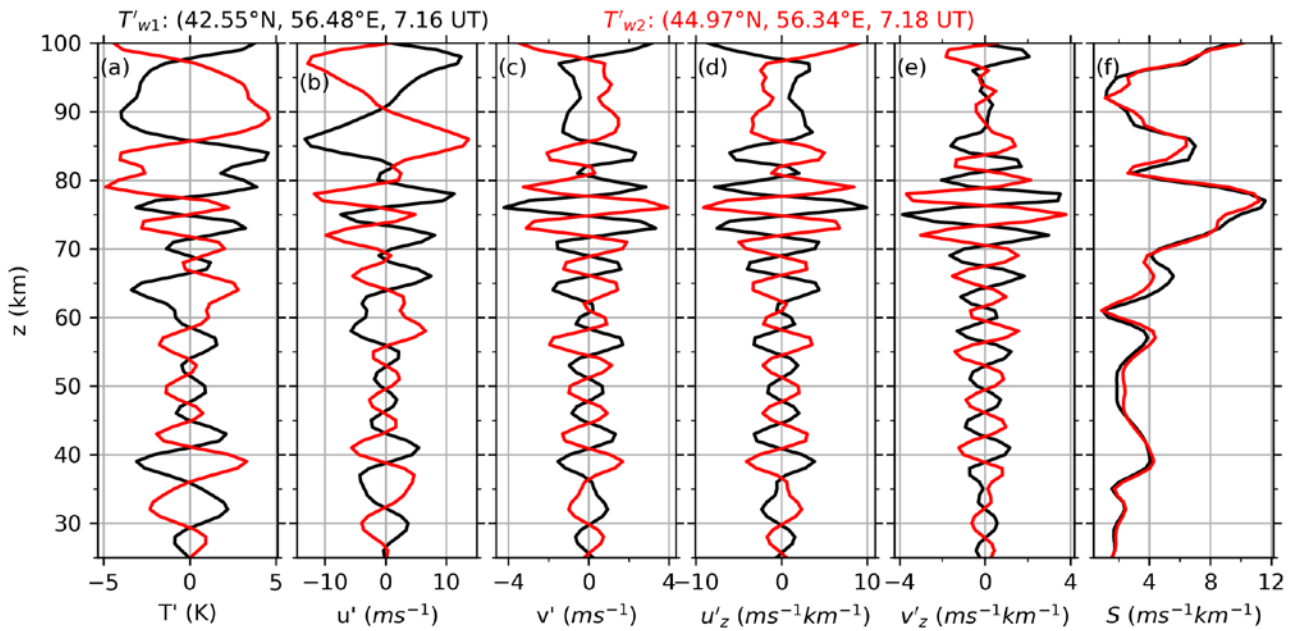 T'w1: (42.55°N, 56.48°E, 7.16 UT) T'w2: (44.97°N, 56.34°E, 7.18 UT)
(a) (b) (c) (d) (e) (f)
100
90
80
70
60
50
40
30
z (km)
−5 0 5 −10 0 10 −4 0 4 −10 0 10 −4 0 4 4 8 12
T' (K) u' (ms⁻¹) v' (ms⁻¹) u'z (ms⁻¹km⁻¹) v'z (ms⁻¹km⁻¹) S (ms⁻¹km⁻¹)